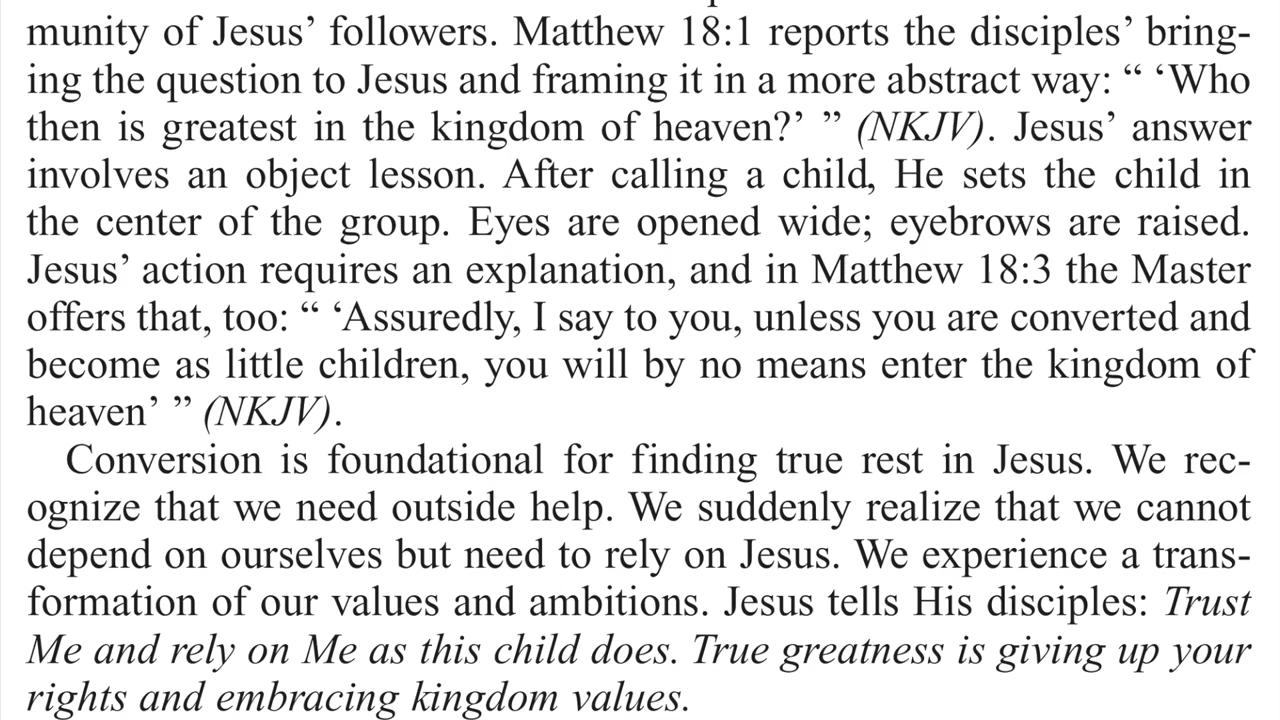 munity of Jesus’ followers. Matthew 18:1 reports the disciples’ bring-
ing the question to Jesus and framing it in a more abstract way: “ ‘Who
then is greatest in the kingdom of heaven?’ ” (NKJV). Jesus’ answer
involves an object lesson. After calling a child, He sets the child in
the center of the group. Eyes are opened wide; eyebrows are raised.
Jesus’ action requires an explanation, and in Matthew 18:3 the Master
offers that, too: “ ‘Assuredly, I say to you, unless you are converted and
become as little children, you will by no means enter the kingdom of
heaven’ ” (NKJV).
Conversion is foundational for finding true rest in Jesus. We rec-
ognize that we need outside help. We suddenly realize that we cannot
depend on ourselves but need to rely on Jesus. We experience a trans-
formation of our values and ambitions. Jesus tells His disciples: Trust
Me and rely on Me as this child does. True greatness is giving up your
rights and embracing kingdom values.